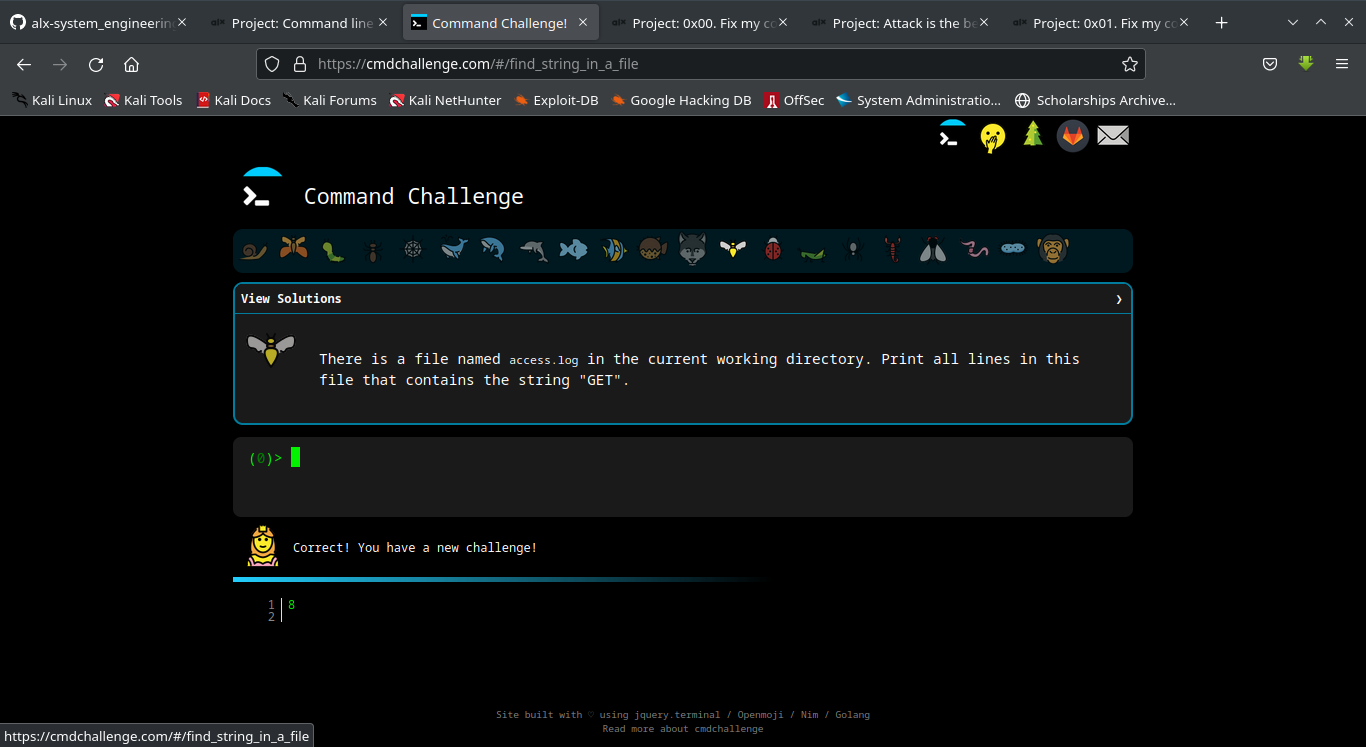 alx-system_engineerin
Project: Command line
Command Challenge!
Project: 0x00. Fix my co
Project: Attack is the be
Project: 0x01. Fix my co
https://cmdchallenge.com/#/find_string_in_a_file
Kali Linux
Kali Tools
Kali Docs
Kali Forums
Kali NetHunter
Exploit-DB
Google Hacking DB
OffSec
System Administratio...
Scholarships Archive...
Command Challenge
View Solutions
There is a file named access.log in the current working directory. Print all lines in this
file that contains the string "GET".
(0)>
Correct! You have a new challenge!
1 8
2
Site built with ♡ using jquery.terminal / Openmoji / Nim / Golang
Read more about cmdchallenge
https://cmdchallenge.com/#/find_string_in_a_file